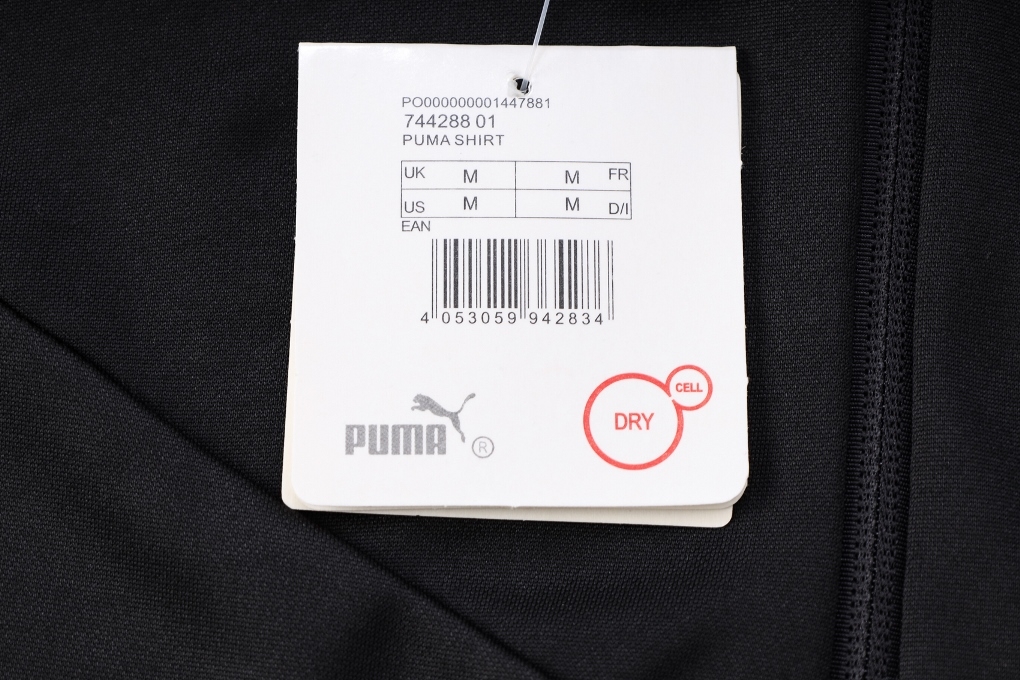 PO000000001447881
744288 01
PUMA SHIRT
UK M M FR
US M M D/I
EAN
4 053059 942834
CELL
DRY
PUMA ®